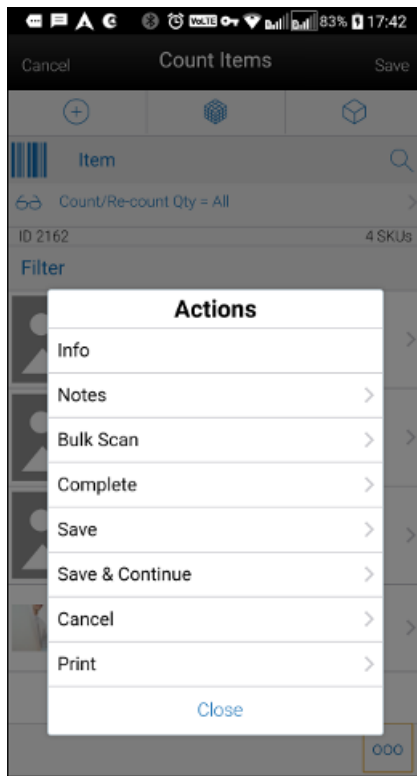 VoLTE 83% 17:42
Cancel Count Items Save
Item
Count/Re-count Qty = All
ID 2162 4 SKUs
Filter
Actions
Info
Notes
Bulk Scan
Complete
Save
Save & Continue
Cancel
Print
Close